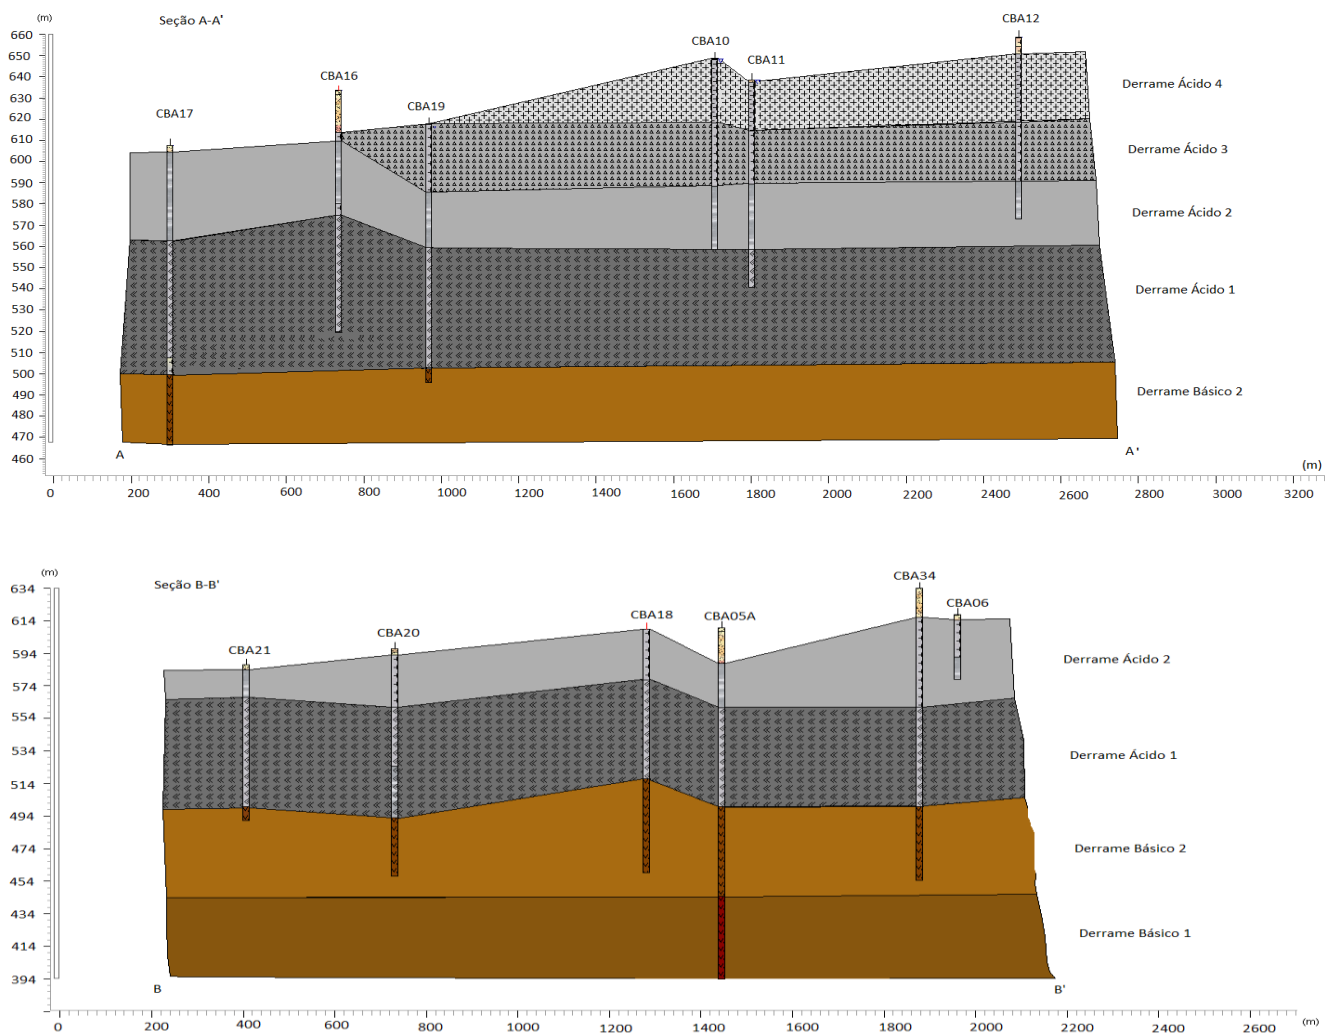 (m)
Seção A-A'
CBA12
660
CBA10
650
CBA11
640
CBA16
Derrame Ácido 4
630
CBA17
CBA19
620
610
Derrame Ácido 3
600
590
580
Derrame Ácido 2
570
560
550
540
Derrame Ácido 1
530
520
510
500
490
Derrame Básico 2
480
470
460
A
A'
(m)
0 200 400 600 800 1000 1200 1400 1600 1800 2000 2200 2400 2600 2800 3000 3200
(m)
Seção B-B'
CBA34
634
CBA06
CBA18
CBA05A
614
CBA20
CBA21
594
Derrame Ácido 2
574
554
Derrame Ácido 1
534
514
494
474
Derrame Básico 2
454
434
Derrame Básico 1
414
394
B
B'
0 200 400 600 800 1000 1200 1400 1600 1800 2000 2200 2400 2600 (m)